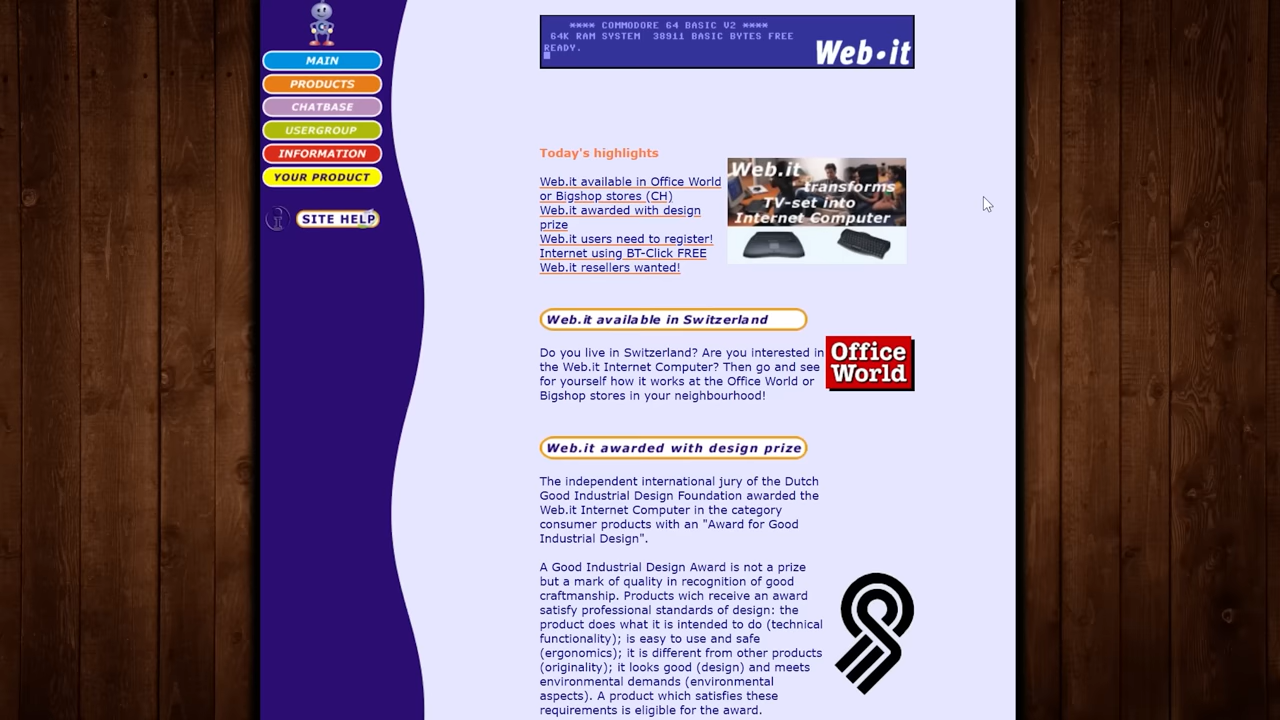 **** COMMODORE 64 BASIC V2 ****
64K RAM SYSTEM 38911 BASIC BYTES FREE
READY.
Web.it
MAIN
PRODUCTS
CHATBASE
USERGROUP
INFORMATION
YOUR PRODUCT
SITE HELP
Today's highlights
Web.it available in Office World
or Bigshop stores (CH)
Web.it awarded with design
prize
Web.it users need to register!
Internet using BT-Click FREE
Web.it resellers wanted!
Web.it
transforms
TV-set into
Internet Computer
Web.it available in Switzerland
Do you live in Switzerland? Are you interested in
the Web.it Internet Computer? Then go and see
for yourself how it works at the Office World or
Bigshop stores in your neighbourhood!
Office
World
Web.it awarded with design prize
The independent international jury of the Dutch
Good Industrial Design Foundation awarded the
Web.it Internet Computer in the category
consumer products with an "Award for Good
Industrial Design".
A Good Industrial Design Award is not a prize
but a mark of quality in recognition of good
craftmanship. Products wich receive an award
satisfy professional standards of design: the
product does what it is intended to do (technical
functionality); is easy to use and safe
(ergonomics); it is different from other products
(originality); it looks good (design) and meets
environmental demands (environmental
aspects). A product which satisfies these
requirements is eligible for the award.